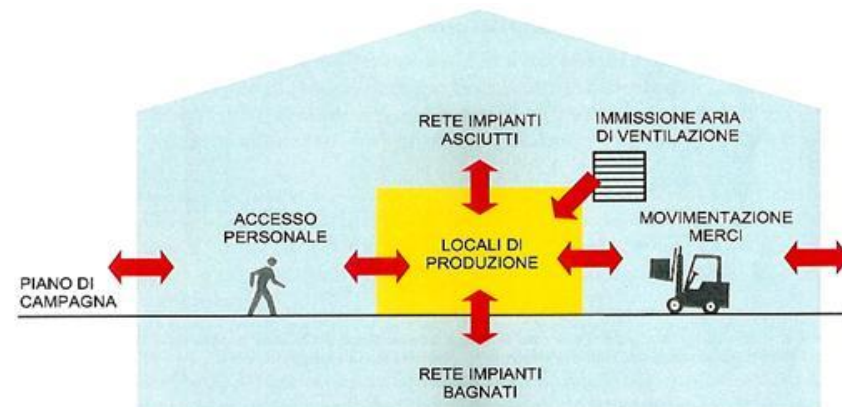 RETE IMPIANTI
ASCIUTTI
IMMISSIONE ARIA
DI VENTILAZIONE
ACCESSO
PERSONALE
LOCALI DI
PRODUZIONE
MOVIMENTAZIONE
MERCI
PIANO DI
CAMPAGNA
RETE IMPIANTI
BAGNATI